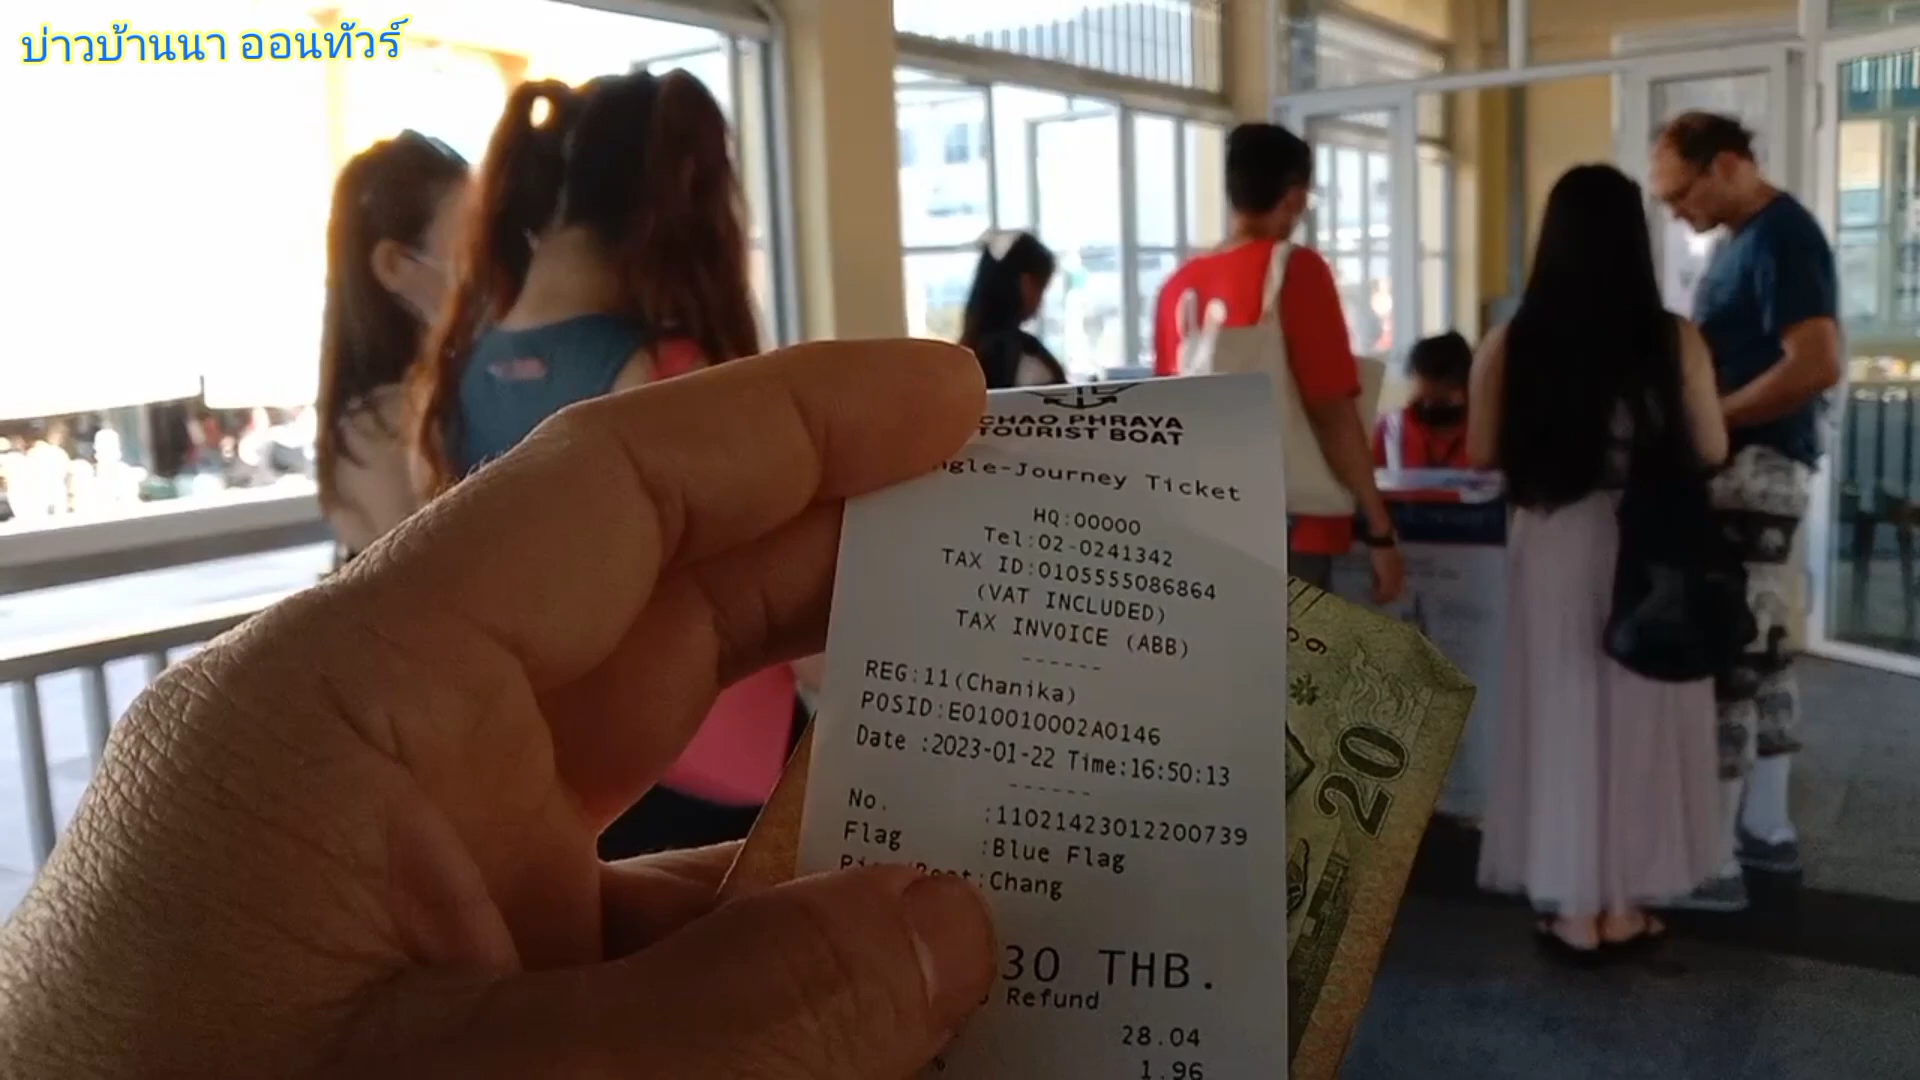 บ่าวบ้านนา ออนทัวร์
CHAO PHRAYA
TOURIST BOAT
-Journey Ticket
HQ:00000
Tel:02-0241342
TAX ID:0105555086864
(VAT INCLUDED)
TAX INVOICE (ABB)
------
REG:11(Chanika)
POSID:E010010002A0146
Date :2023-01-22 Time:16:50:13
------
No. :11021423012200739
Flag :Blue Flag
:Chang
30 THB.
Refund
28.04
1.96
20